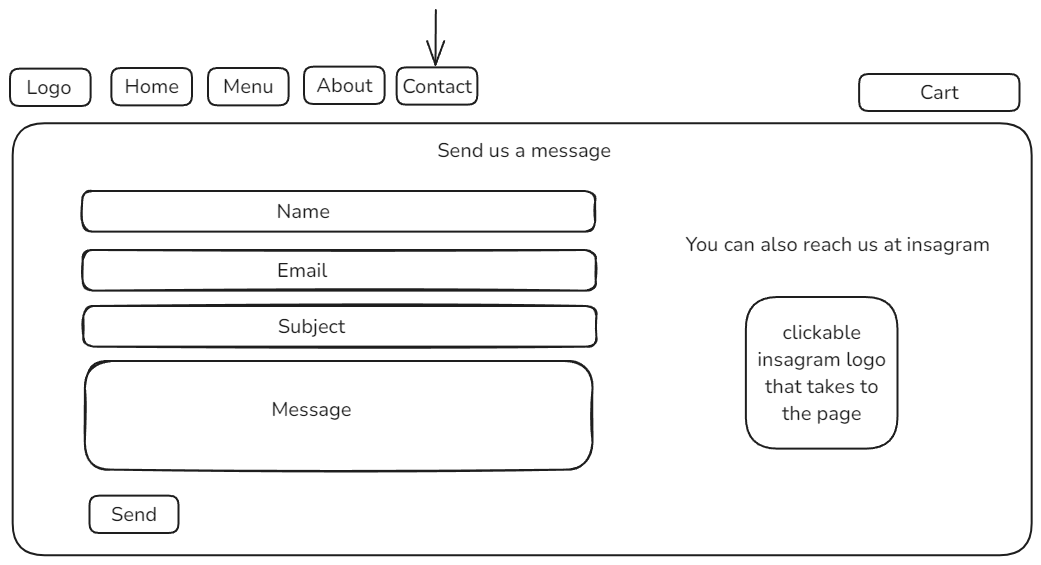 Logo
Home
Menu
About
Contact
Cart
Send us a message
Name
Email
Subject
Message
Send
You can also reach us at insagram
clickable
insagram logo
that takes to
the page